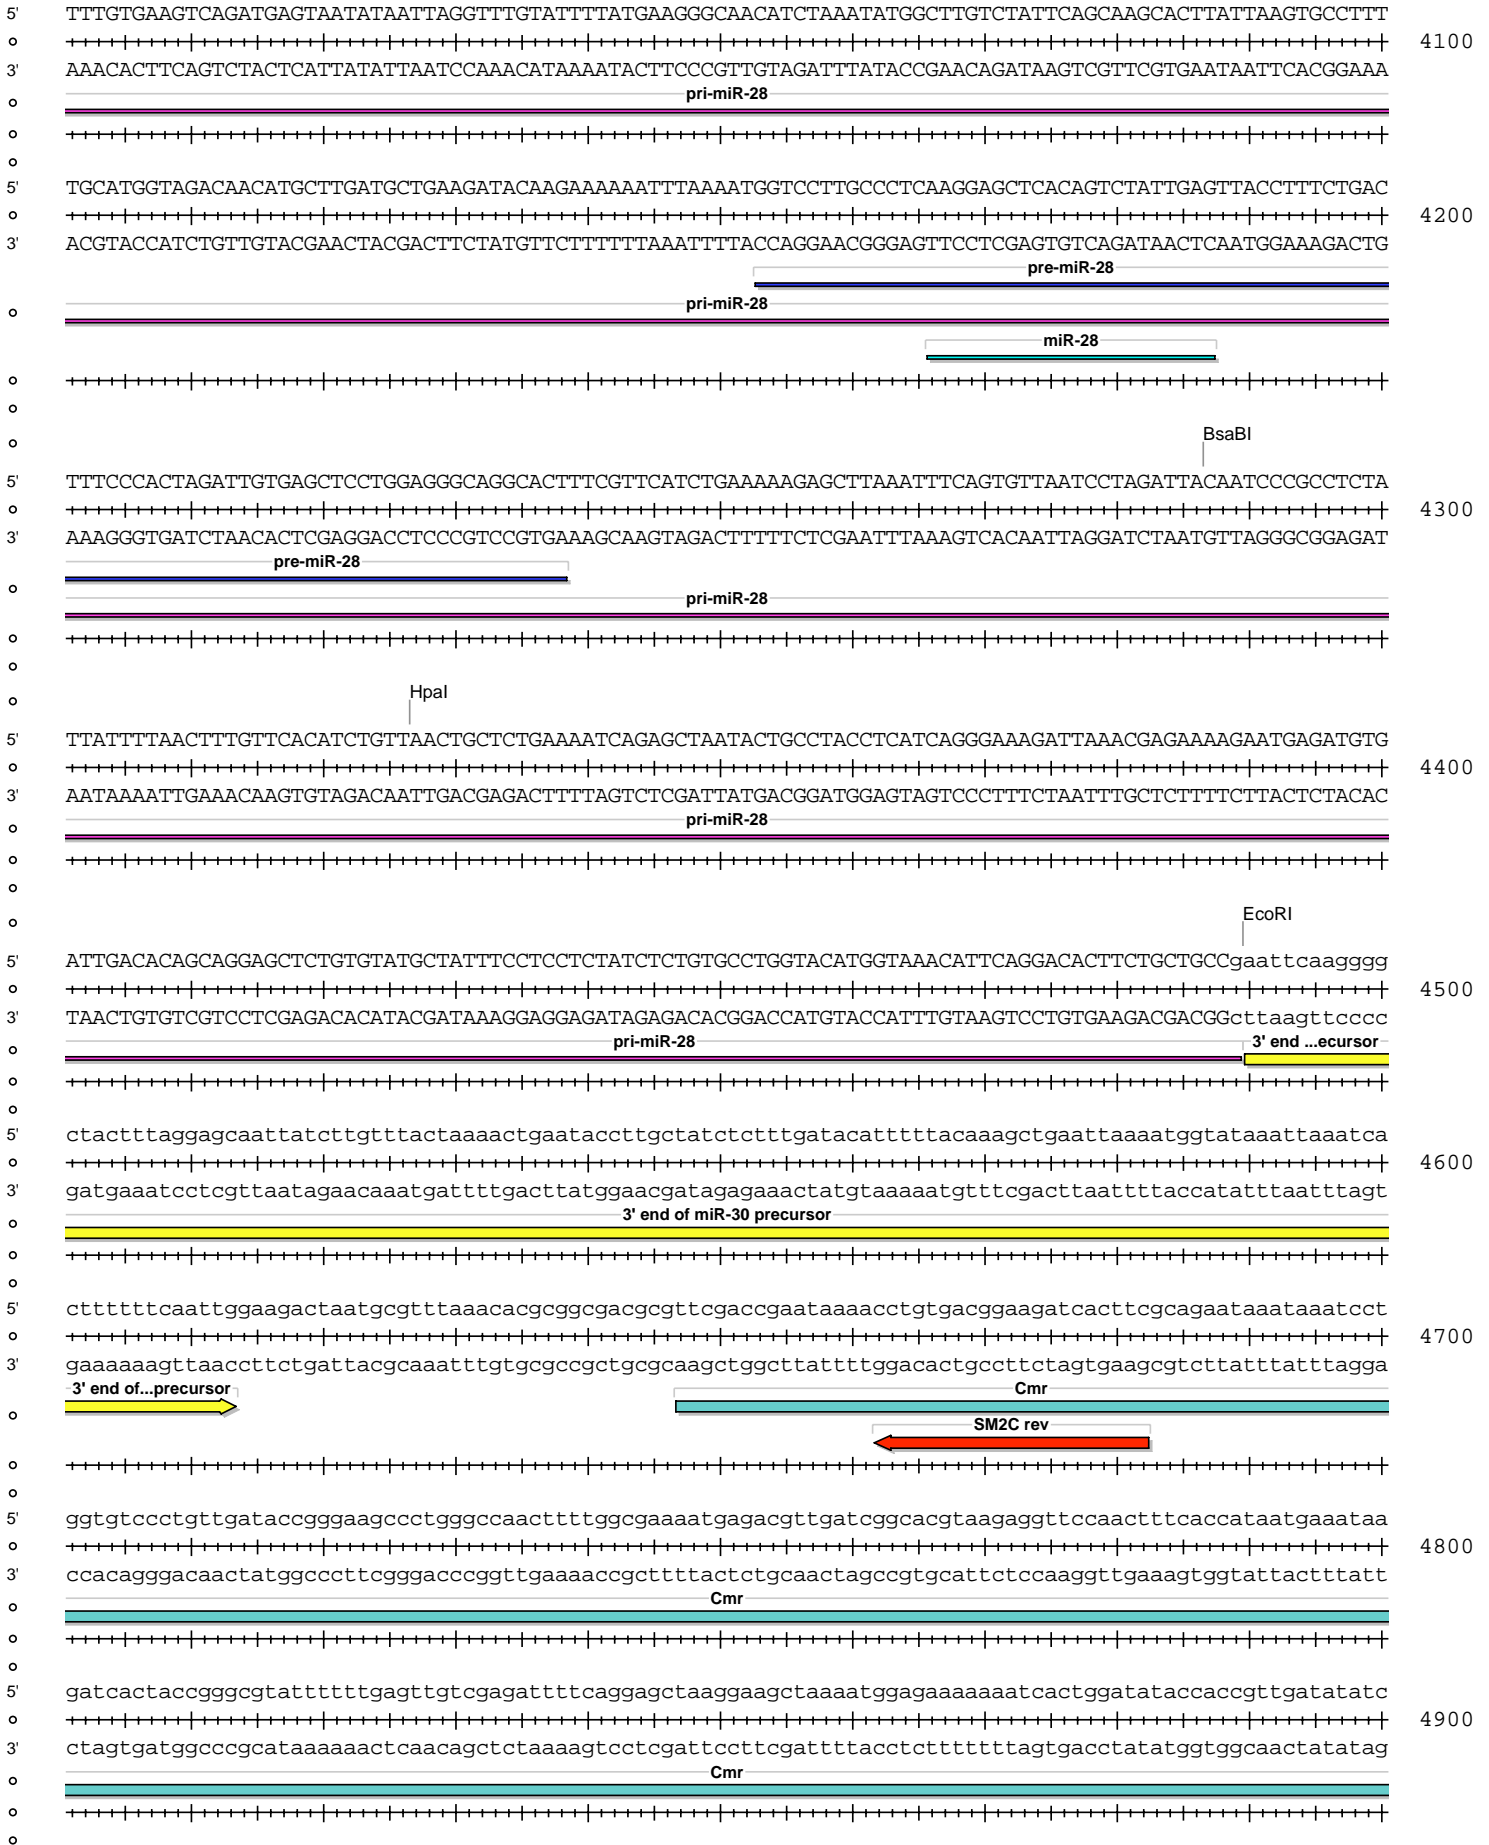 5' TTTGTGAAGTCAGATGAGTAATATAATTAGGTTTGTATTTTATGAAGGGCAACATCTAAATATGGCTTGTCTATTCAGCAAGCACTTATTAAGTGCCTTT
4100
3' AAACACTTCAGTCTACTCATTATATTAATCCAAACATAAAATACTTCCCGTTGTAGATTTATACCGAACAGATAAGTCGTTCGTGAATAATTCACGGAAA
pri-miR-28
5' TGCATGGTAGACAACATGCTTGATGCTGAAGATACAAGAAAAAATTTAAAATGGTCCTTGCCCTCAAGGAGCTCACAGTCTATTGAGTTACCTTTCTGAC
4200
3' ACGTACCATCTGTTGTACGAACTACGACTTCTATGTTCTTTTTTAAATTTTACCAGGAACGGGAGTTCCTCGAGTGTCAGATAACTCAATGGAAAGACTG
pre-miR-28
pri-miR-28
miR-28
BsaBI
5' TTTCCCACTAGATTGTGAGCTCCTGGAGGGCAGGCACTTTCGTTCATCTGAAAAAGAGCTTAAATTTCAGTGTTAATCCTAGATTACAATCCCGCCTCTA
4300
3' AAAGGGTGATCTAACACTCGAGGACCTCCCGTCCGTGAAAGCAAGTAGACTTTTTCTCGAATTTAAAGTCACAATTAGGATCTAATGTTAGGGCGGAGAT
pre-miR-28
pri-miR-28
HpaI
5' TTATTTTAACTTTGTTCACATCTGTTAACTGCTCTGAAAATCAGAGCTAATACTGCCTACCTCATCAGGGAAAGATTAAACGAGAAAAGAATGAGATGTG
4400
3' AATAAAATTGAAACAAGTGTAGACAATTGACGAGACTTTTAGTCTCGATTATGACGGATGGAGTAGTCCCTTTCTAATTTGCTCTTTTCTTACTCTACAC
pri-miR-28
EcoRI
5' ATTGACACAGCAGGAGCTCTGTGTATGCTATTTCCTCCTCTATCTCTGTGCCTGGTACATGGTAAACATTCAGGACACTTCTGCTGCCgaattcaagggg
4500
3' TAACTGTGTCGTCCTCGAGACACATACGATAAAGGAGGAGATAGAGACACGGACCATGTACCATTTGTAAGTCCTGTGAAGACGACGGcttaagttcccc
pri-miR-28 3' end ...ecursor
5' ctactttaggagcaattatcttgtttactaaaactgaataccttgctatctctttgatacatttttacaaagctgaattaaaatggtataaattaaatca
4600
3' gatgaaatcctcgttaatagaacaaatgattttgacttatggaacgatagagaaactatgtaaaaatgtttcgacttaattttaccatatttaatttagt
3' end of miR-30 precursor
5' cttttttcaattggaagactaatgcgtttaaacacgcggcgacgcgttcgaccgaataaaacctgtgacggaagatcacttcgcagaataaataaatcct
4700
3' gaaaaaagttaaccttctgattacgcaaatttgtgcgccgctgcgcaagctggcttattttggacactgccttctagtgaagcgtcttatttatttagga
3' end of...precursor Cmr
SM2C rev
5' ggtgtccctgttgataccgggaagccctgggccaacttttggcgaaaatgagacgttgatcggcacgtaagaggttccaactttcaccataatgaaataa
4800
3' ccacagggacaactatggcccttcgggacccggttgaaaaccgcttttactctgcaactagccgtgcattctccaaggttgaaagtggtattactttatt
Cmr
5' gatcactaccgggcgtattttttgagttgtcgagattttcaggagctaaggaagctaaaatggagaaaaaaatcactggatataccaccgttgatatatc
4900
3' ctagtgatggcccgcataaaaaactcaacagctctaaaagtcctcgattccttcgattttacctctttttttagtgacctatatggtggcaactatatag
Cmr